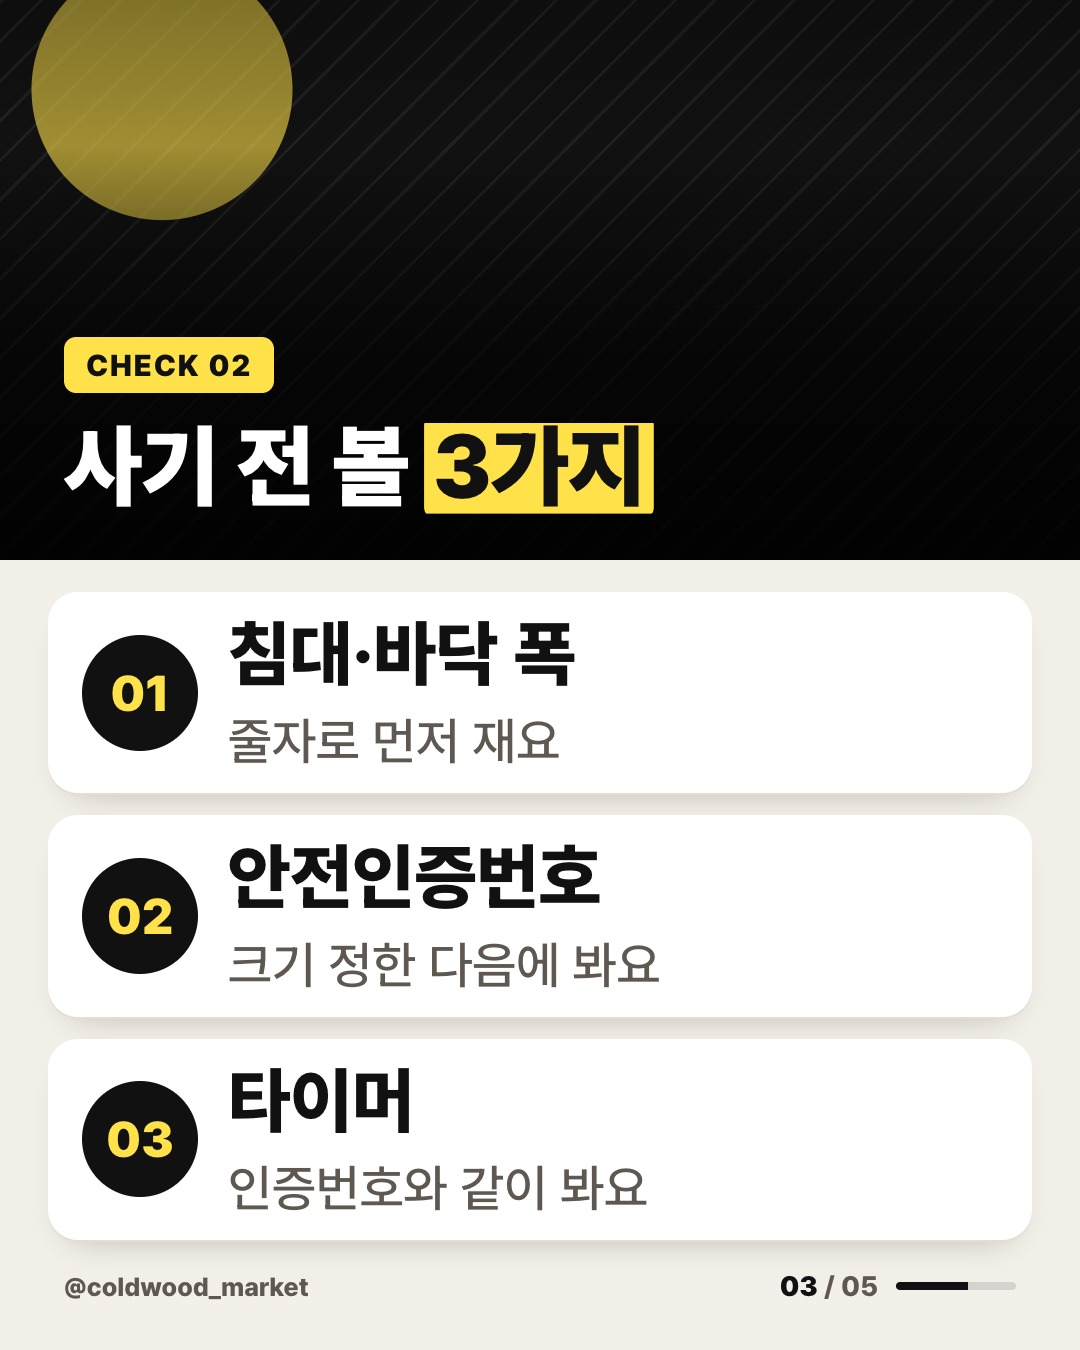 CHECK 02
사기 전 볼 3가지
01
침대·바닥 폭
줄자로 먼저 재요
02
안전인증번호
크기 정한 다음에 봐요
03
타이머
인증번호와 같이 봐요
@coldwood_market
03 / 05